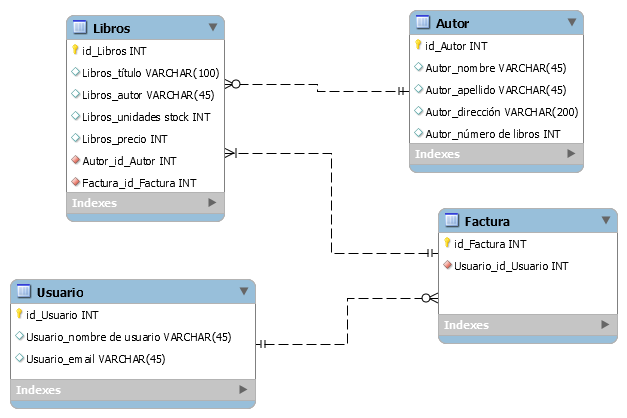 Libros
id_Libros INT
Libros_título VARCHAR(100)
Libros_autor VARCHAR(45)
Libros_unidades stock INT
Libros_precio INT
Autor_id_Autor INT
Factura_id_Factura INT
Indexes
Autor
id_Autor INT
Autor_nombre VARCHAR(45)
Autor_apellido VARCHAR(45)
Autor_dirección VARCHAR(200)
Autor_número de libros INT
Indexes
Factura
id_Factura INT
Usuario_id_Usuario INT
Indexes
Usuario
id_Usuario INT
Usuario_nombre de usuario VARCHAR(45)
Usuario_email VARCHAR(45)
Indexes